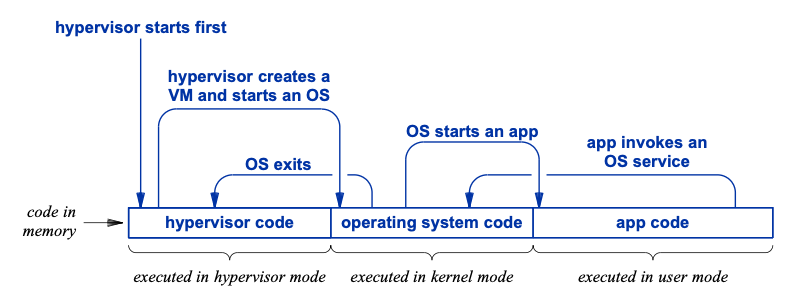 hypervisor starts first
hypervisor creates a
VM and starts an OS
OS starts an app
app invokes an
OS service
OS exits
code in
memory
hypervisor code
operating system code
app code
executed in hypervisor mode
executed in kernel mode
executed in user mode